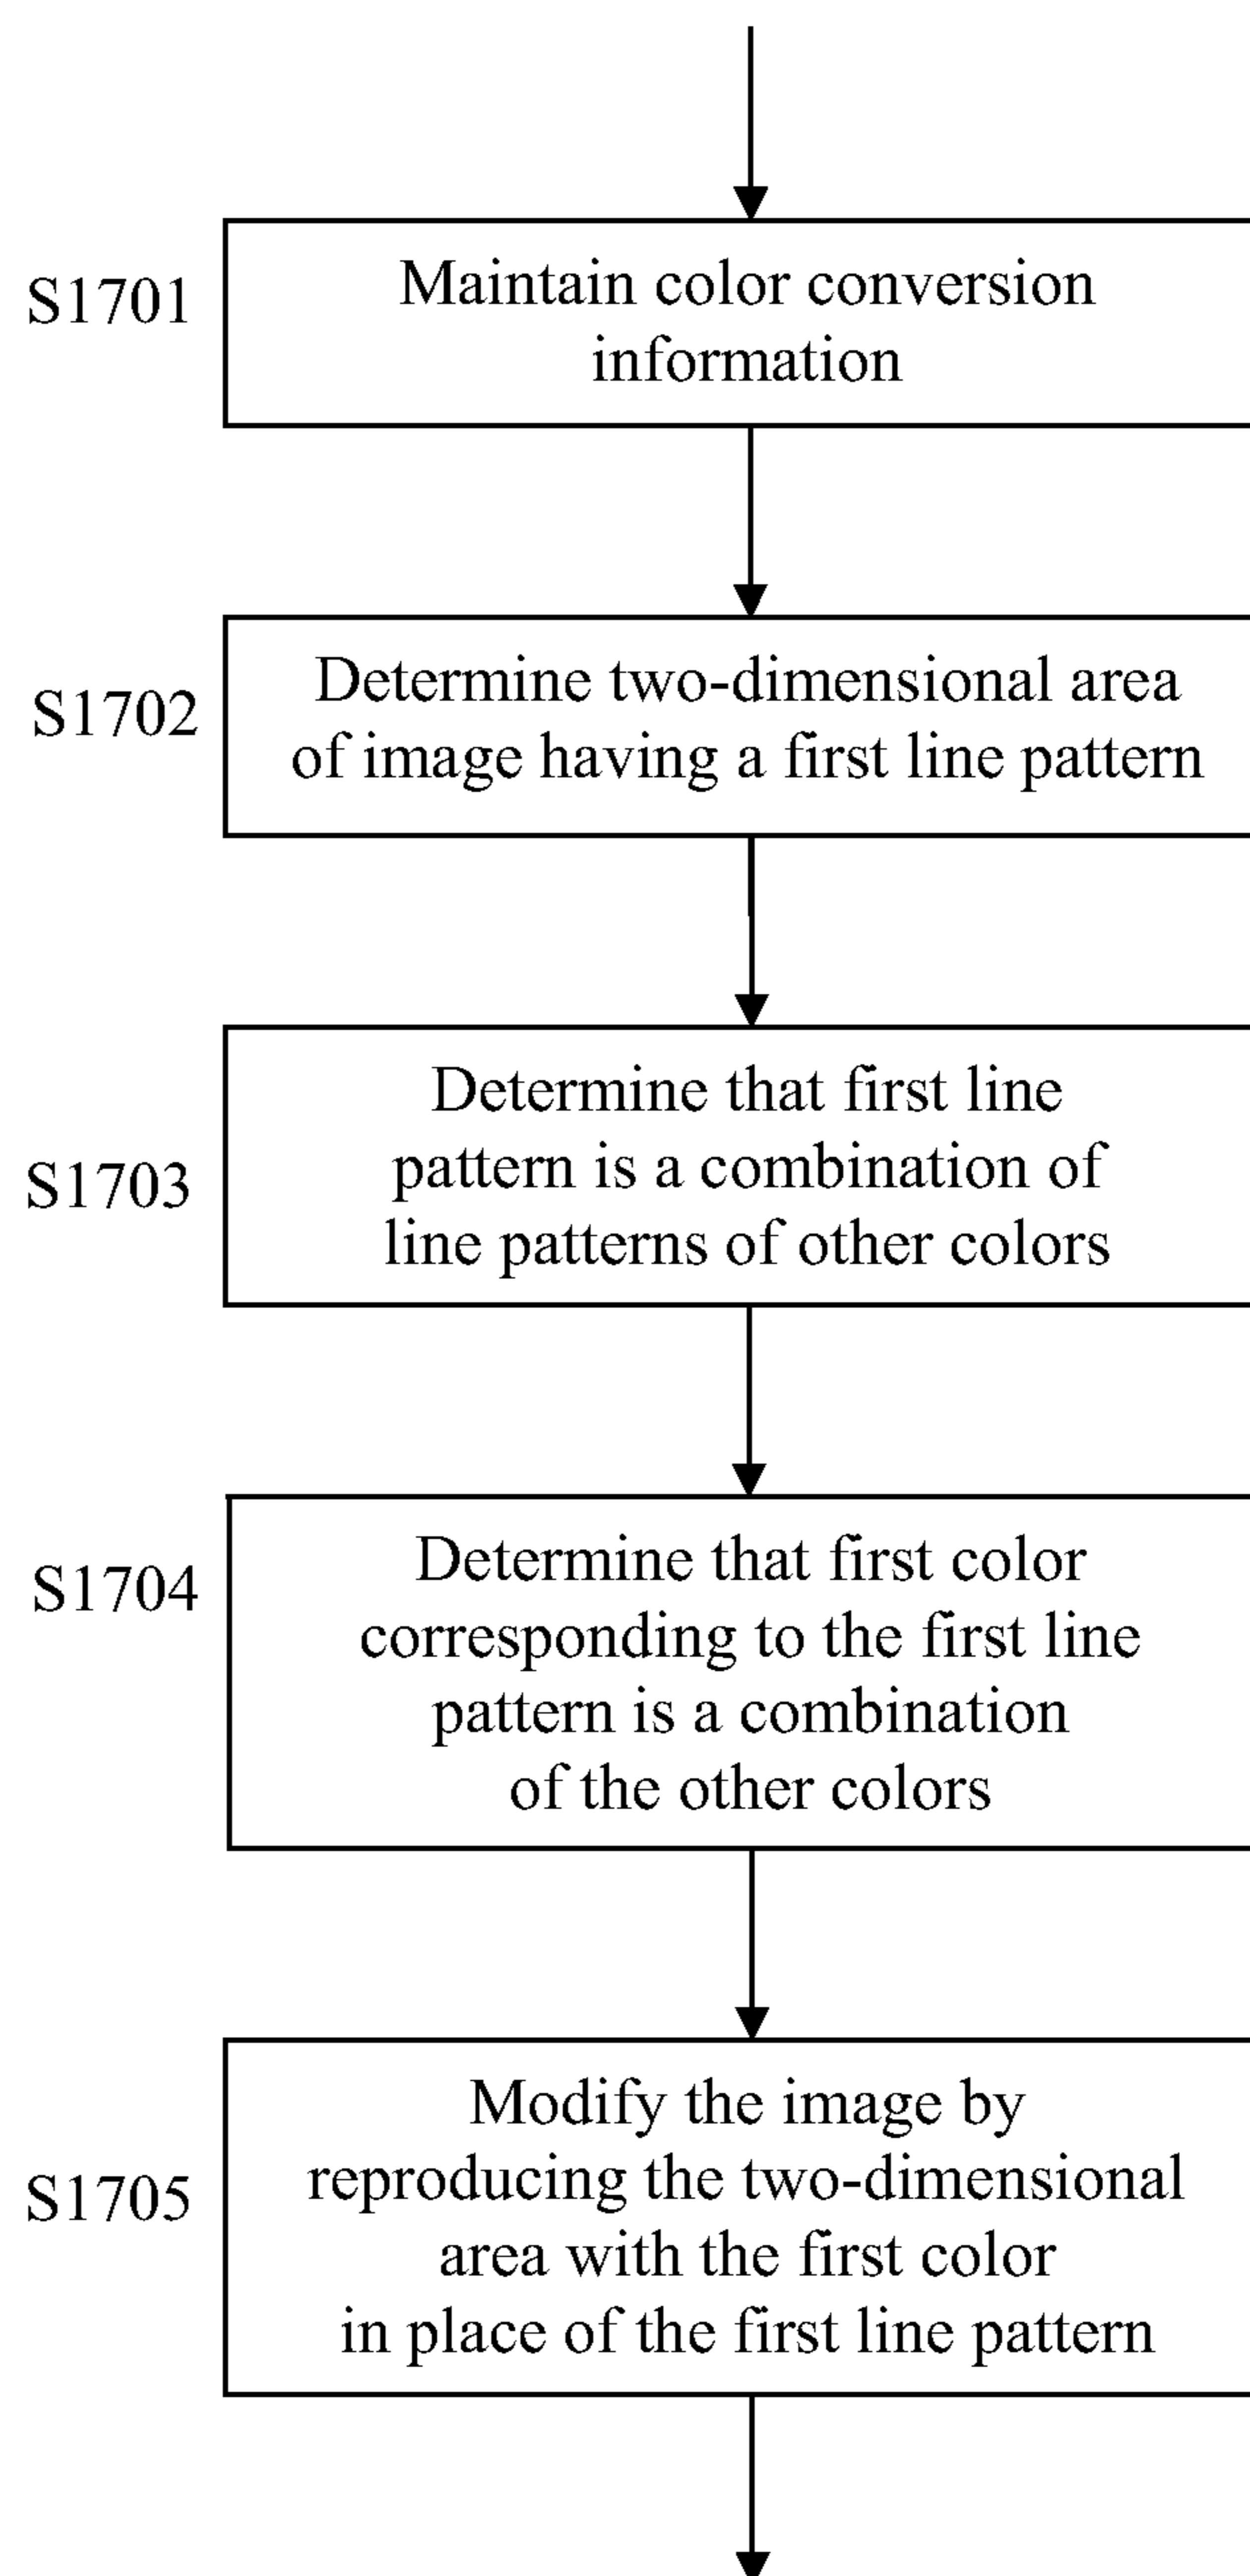 S1701
Maintain color conversion
information
S1702
Determine two-dimensional area
of image having a first line pattern
S1703
Determine that first line
pattern is a combination of
line patterns of other colors
S1704
Determine that first color
corresponding to the first line
pattern is a combination
of the other colors
S1705
Modify the image by
reproducing the two-dimensional
area with the first color
in place of the first line pattern